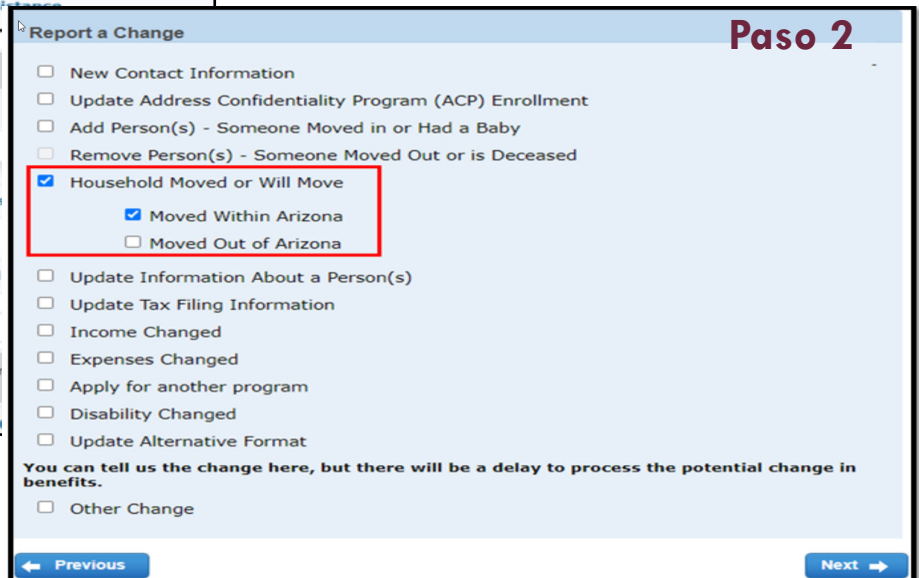 Report a Change
Paso 2
New Contact Information
Update Address Confidentiality Program (ACP) Enrollment
Add Person(s) - Someone Moved in or Had a Baby
Remove Person(s) - Someone Moved Out or is Deceased
Household Moved or Will Move
Moved Within Arizona
Moved Out of Arizona
Update Information About a Person(s)
Update Tax Filing Information
Income Changed
Expenses Changed
Apply for another program
Disability Changed
Update Alternative Format
You can tell us the change here, but there will be a delay to process the potential change in
benefits.
Other Change
Previous
Next